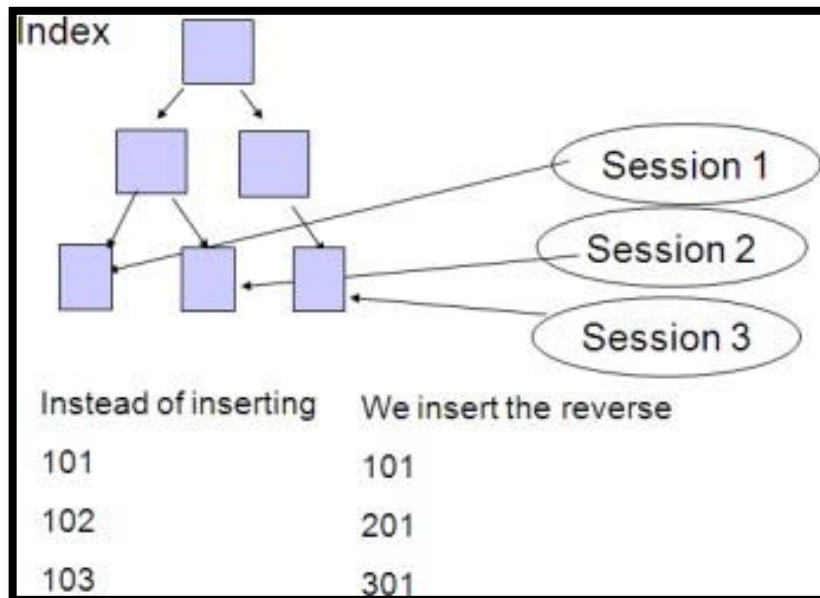 Index
Session 1
Session 2
Session 3
Instead of inserting
We insert the reverse
101
101
102
201
103
301